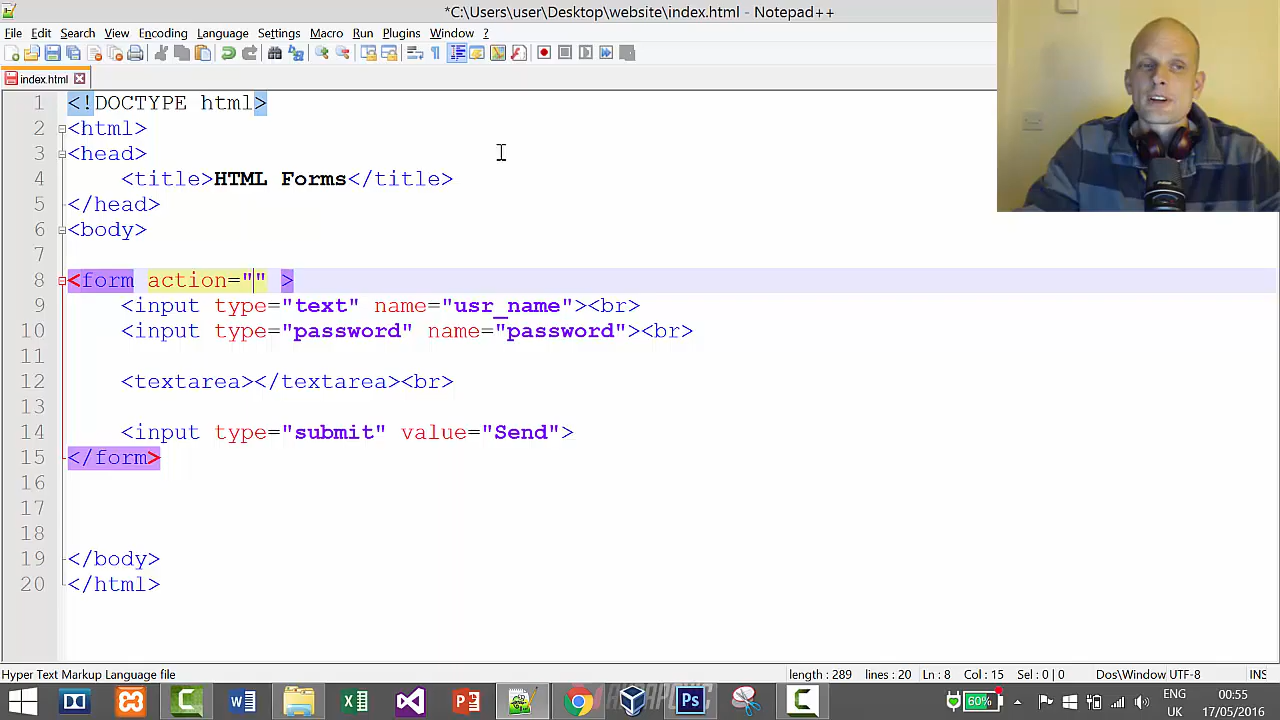 *C:\Users\user\Desktop\website\index.html - Notepad++
File Edit Search View Encoding Language Settings Macro Run Plugins Window ?
index.html
1 <!DOCTYPE html>
2 <html>
3 <head>
4 <title>HTML Forms</title>
5 </head>
6 <body>
7
8 <form action="" >
9 <input type="text" name="usr_name"><br>
10 <input type="password" name="password"><br>
11
12 <textarea></textarea><br>
13
14 <input type="submit" value="Send">
15 </form>
16
17
18
19 </body>
20 </html>
Hyper Text Markup Language file length : 289 lines : 20 Ln : 8 Col : 15 Sel : 0 | 0 Dos\Windows UTF-8 INS
60% ENG 00:55
UK 17/05/2016